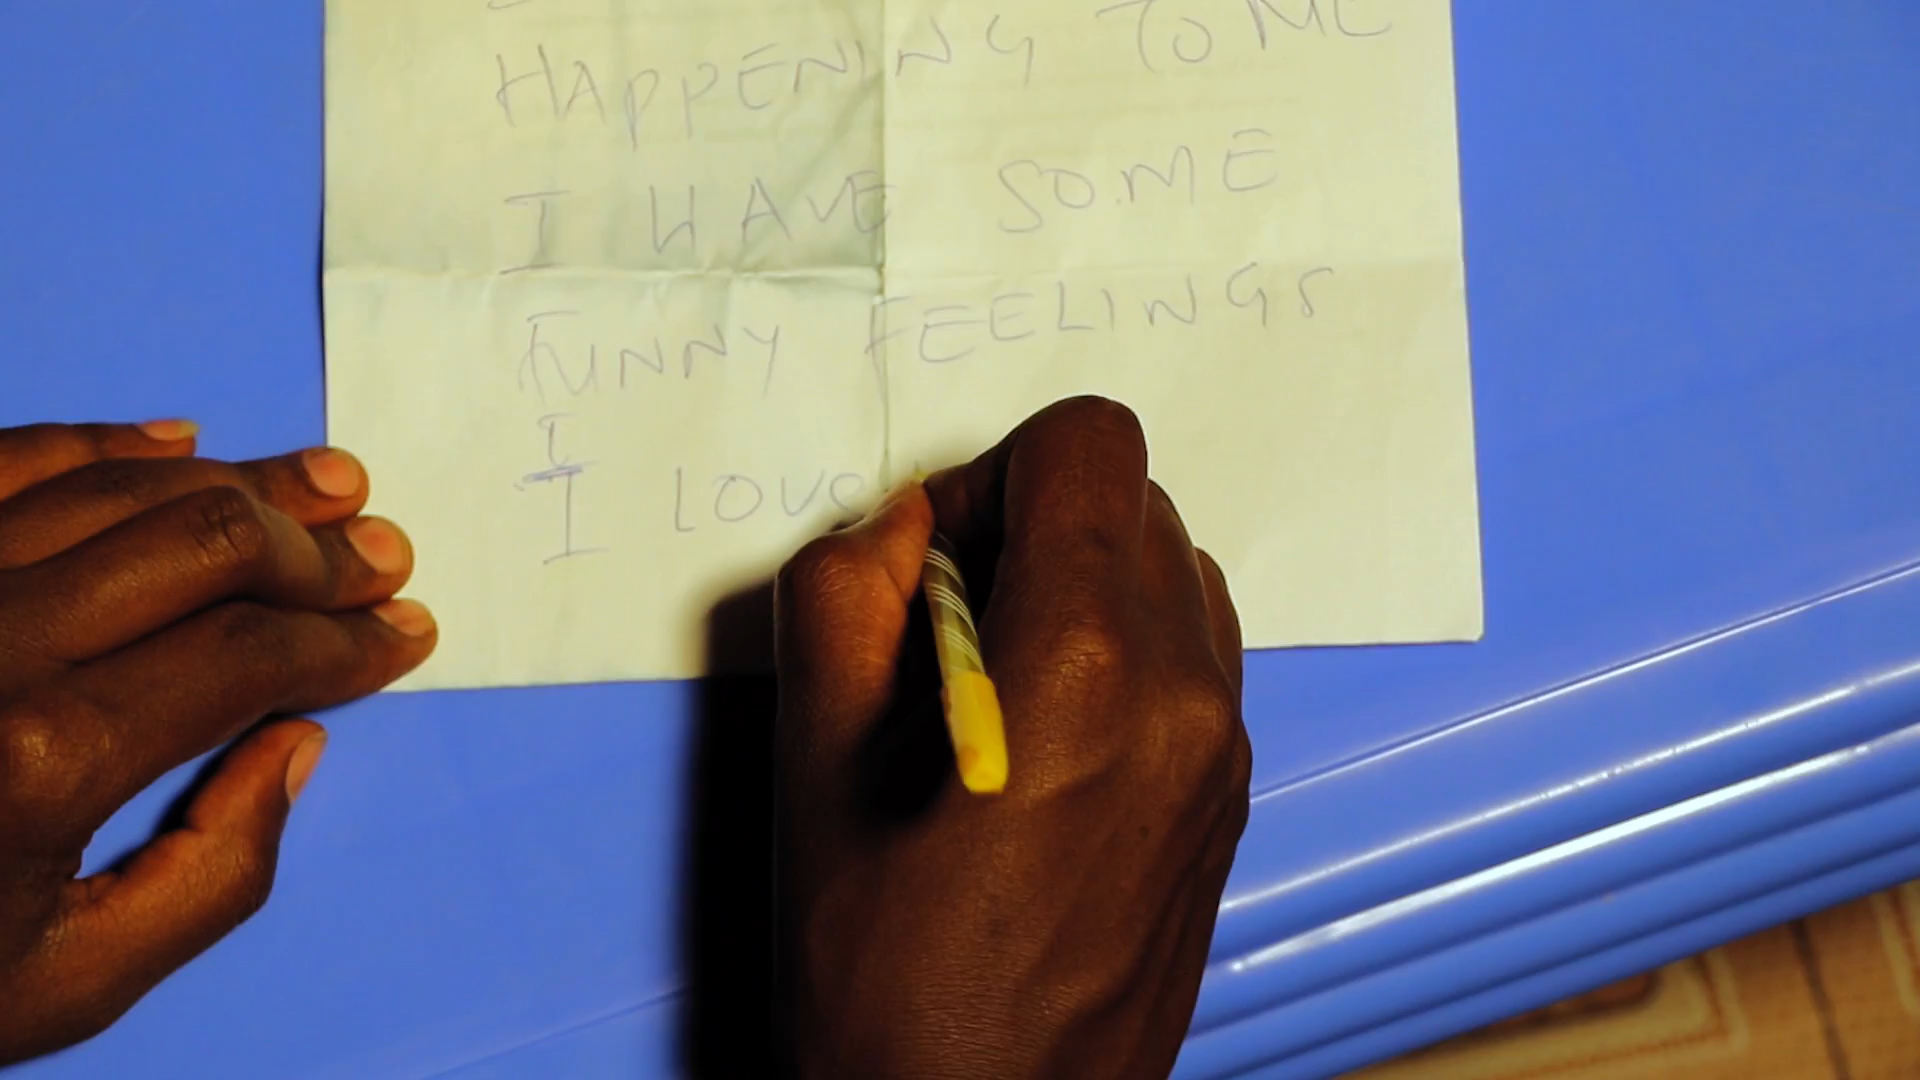 HAPPENING TO ME
I HAVE SOME
FUNNY FEELINGS
I
I LOVE